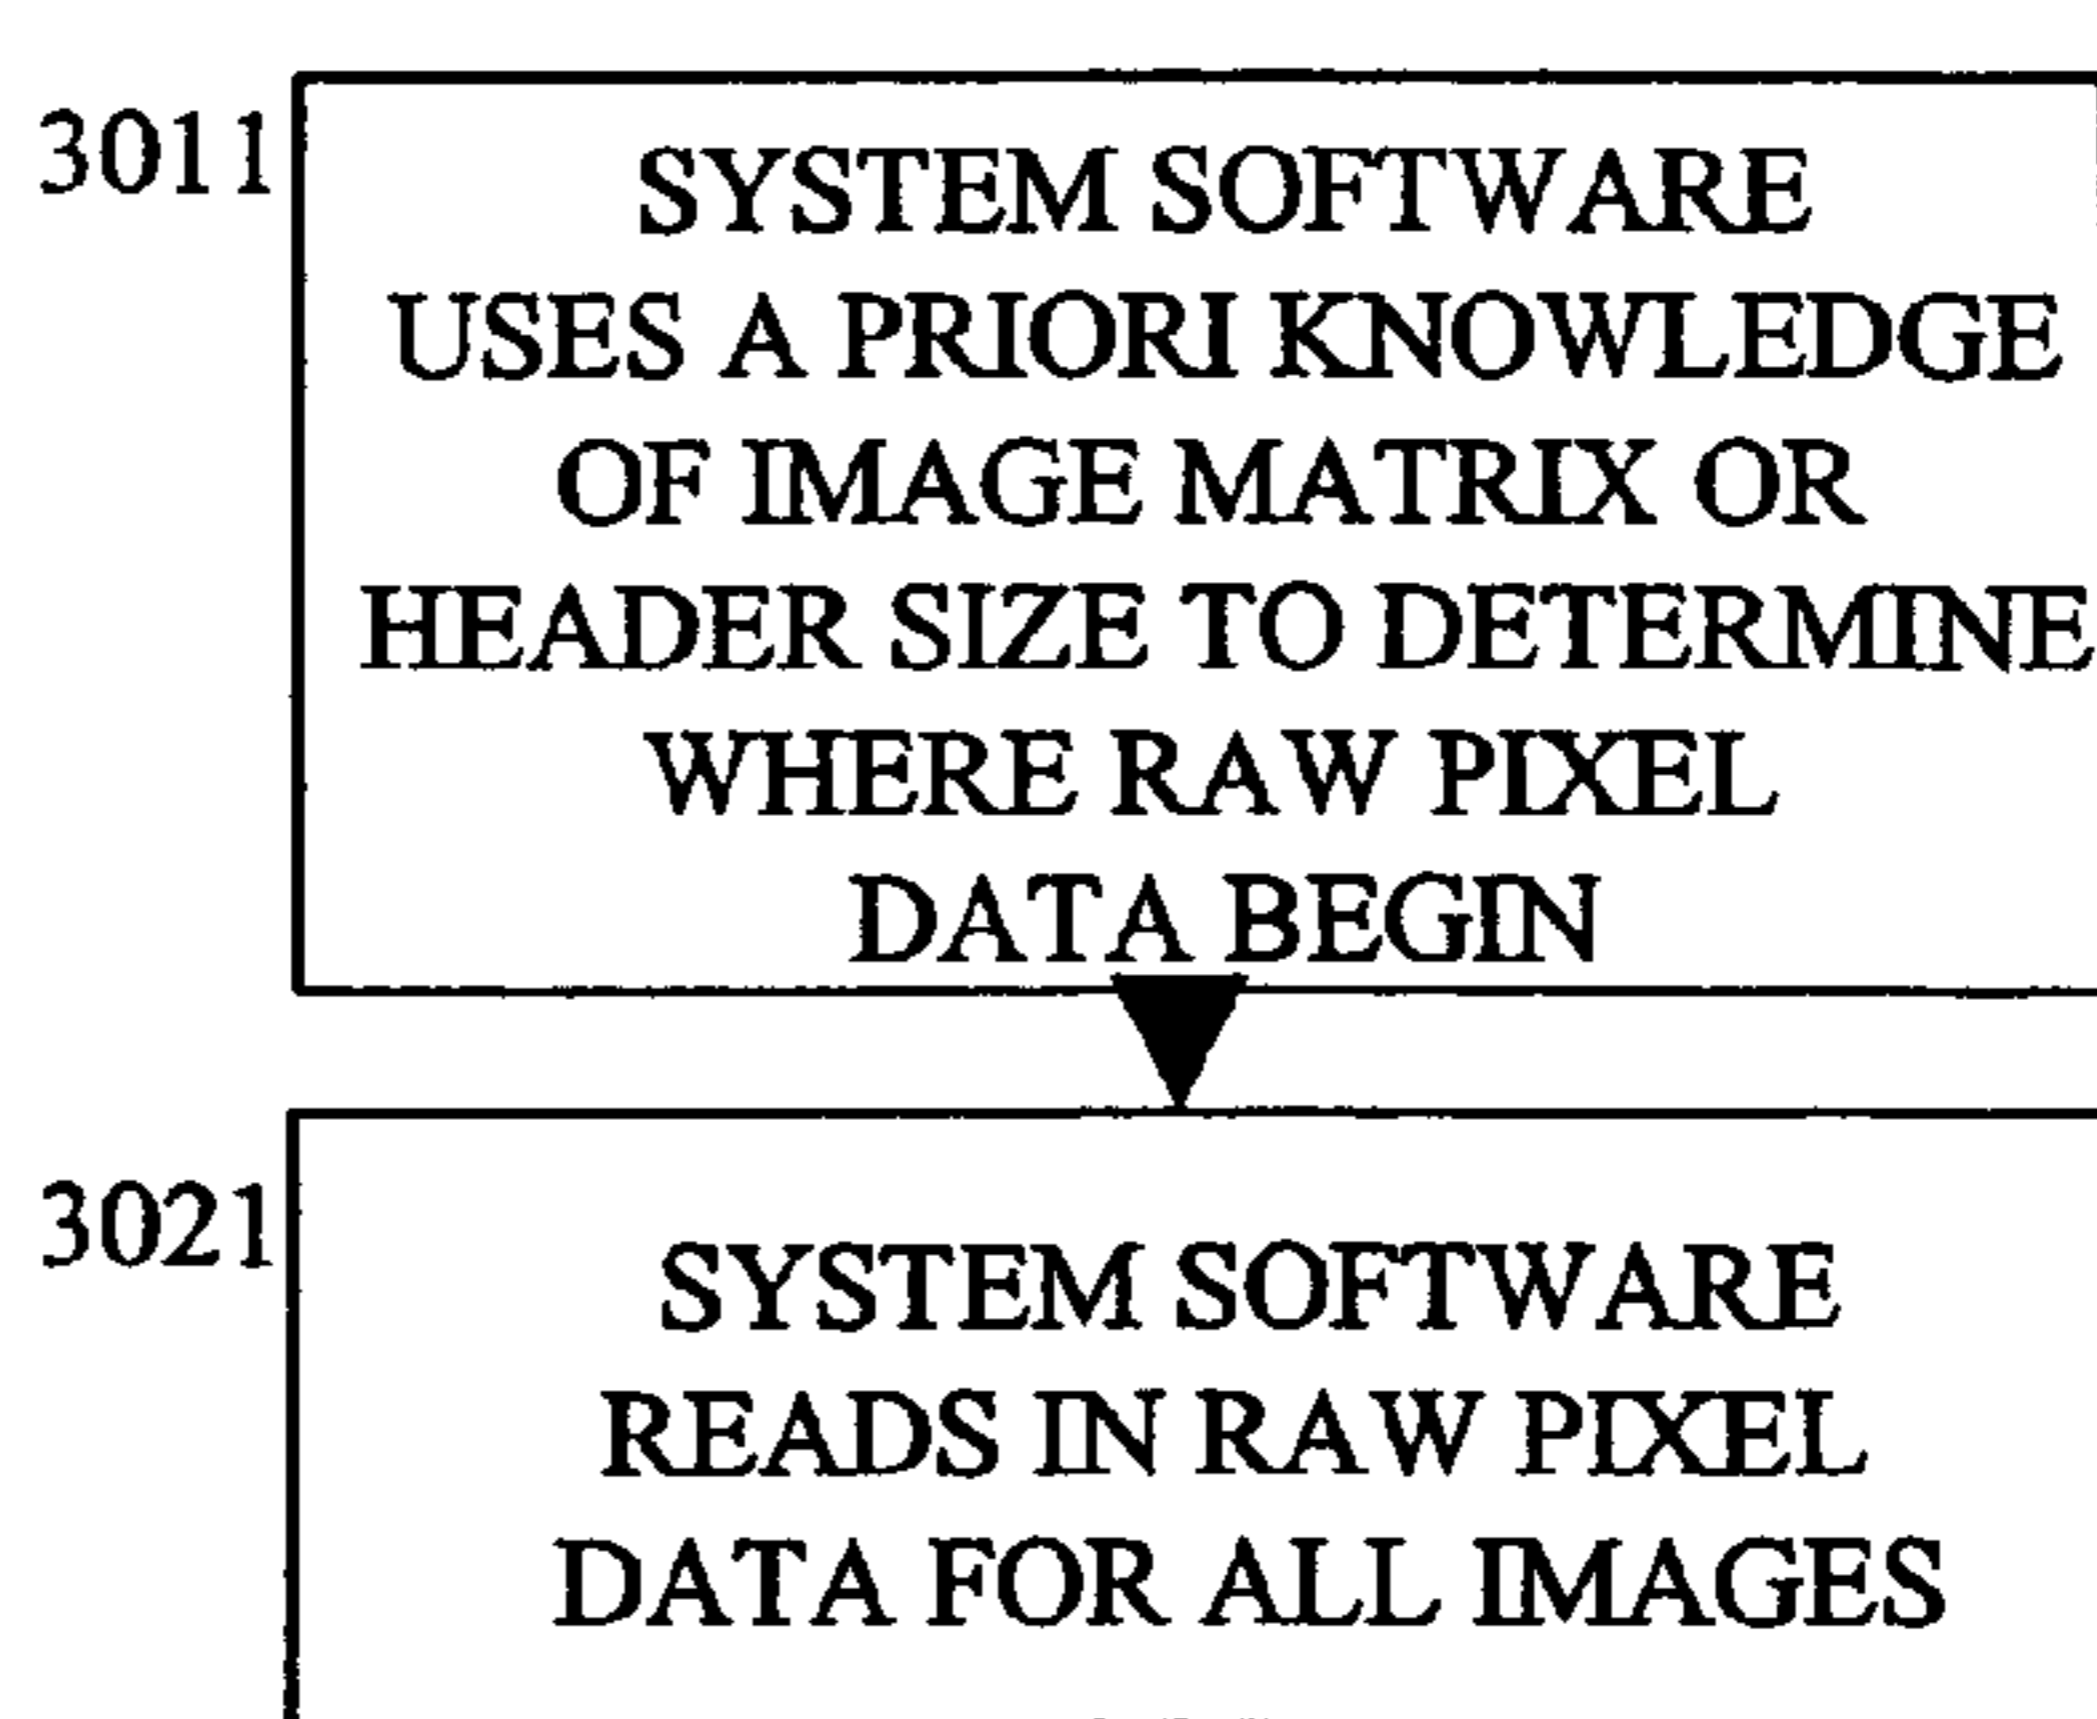 3011
SYSTEM SOFTWARE
USES A PRIORI KNOWLEDGE
OF IMAGE MATRIX OR
HEADER SIZE TO DETERMINE
WHERE RAW PIXEL
DATA BEGIN
3021
SYSTEM SOFTWARE
READS IN RAW PIXEL
DATA FOR ALL IMAGES